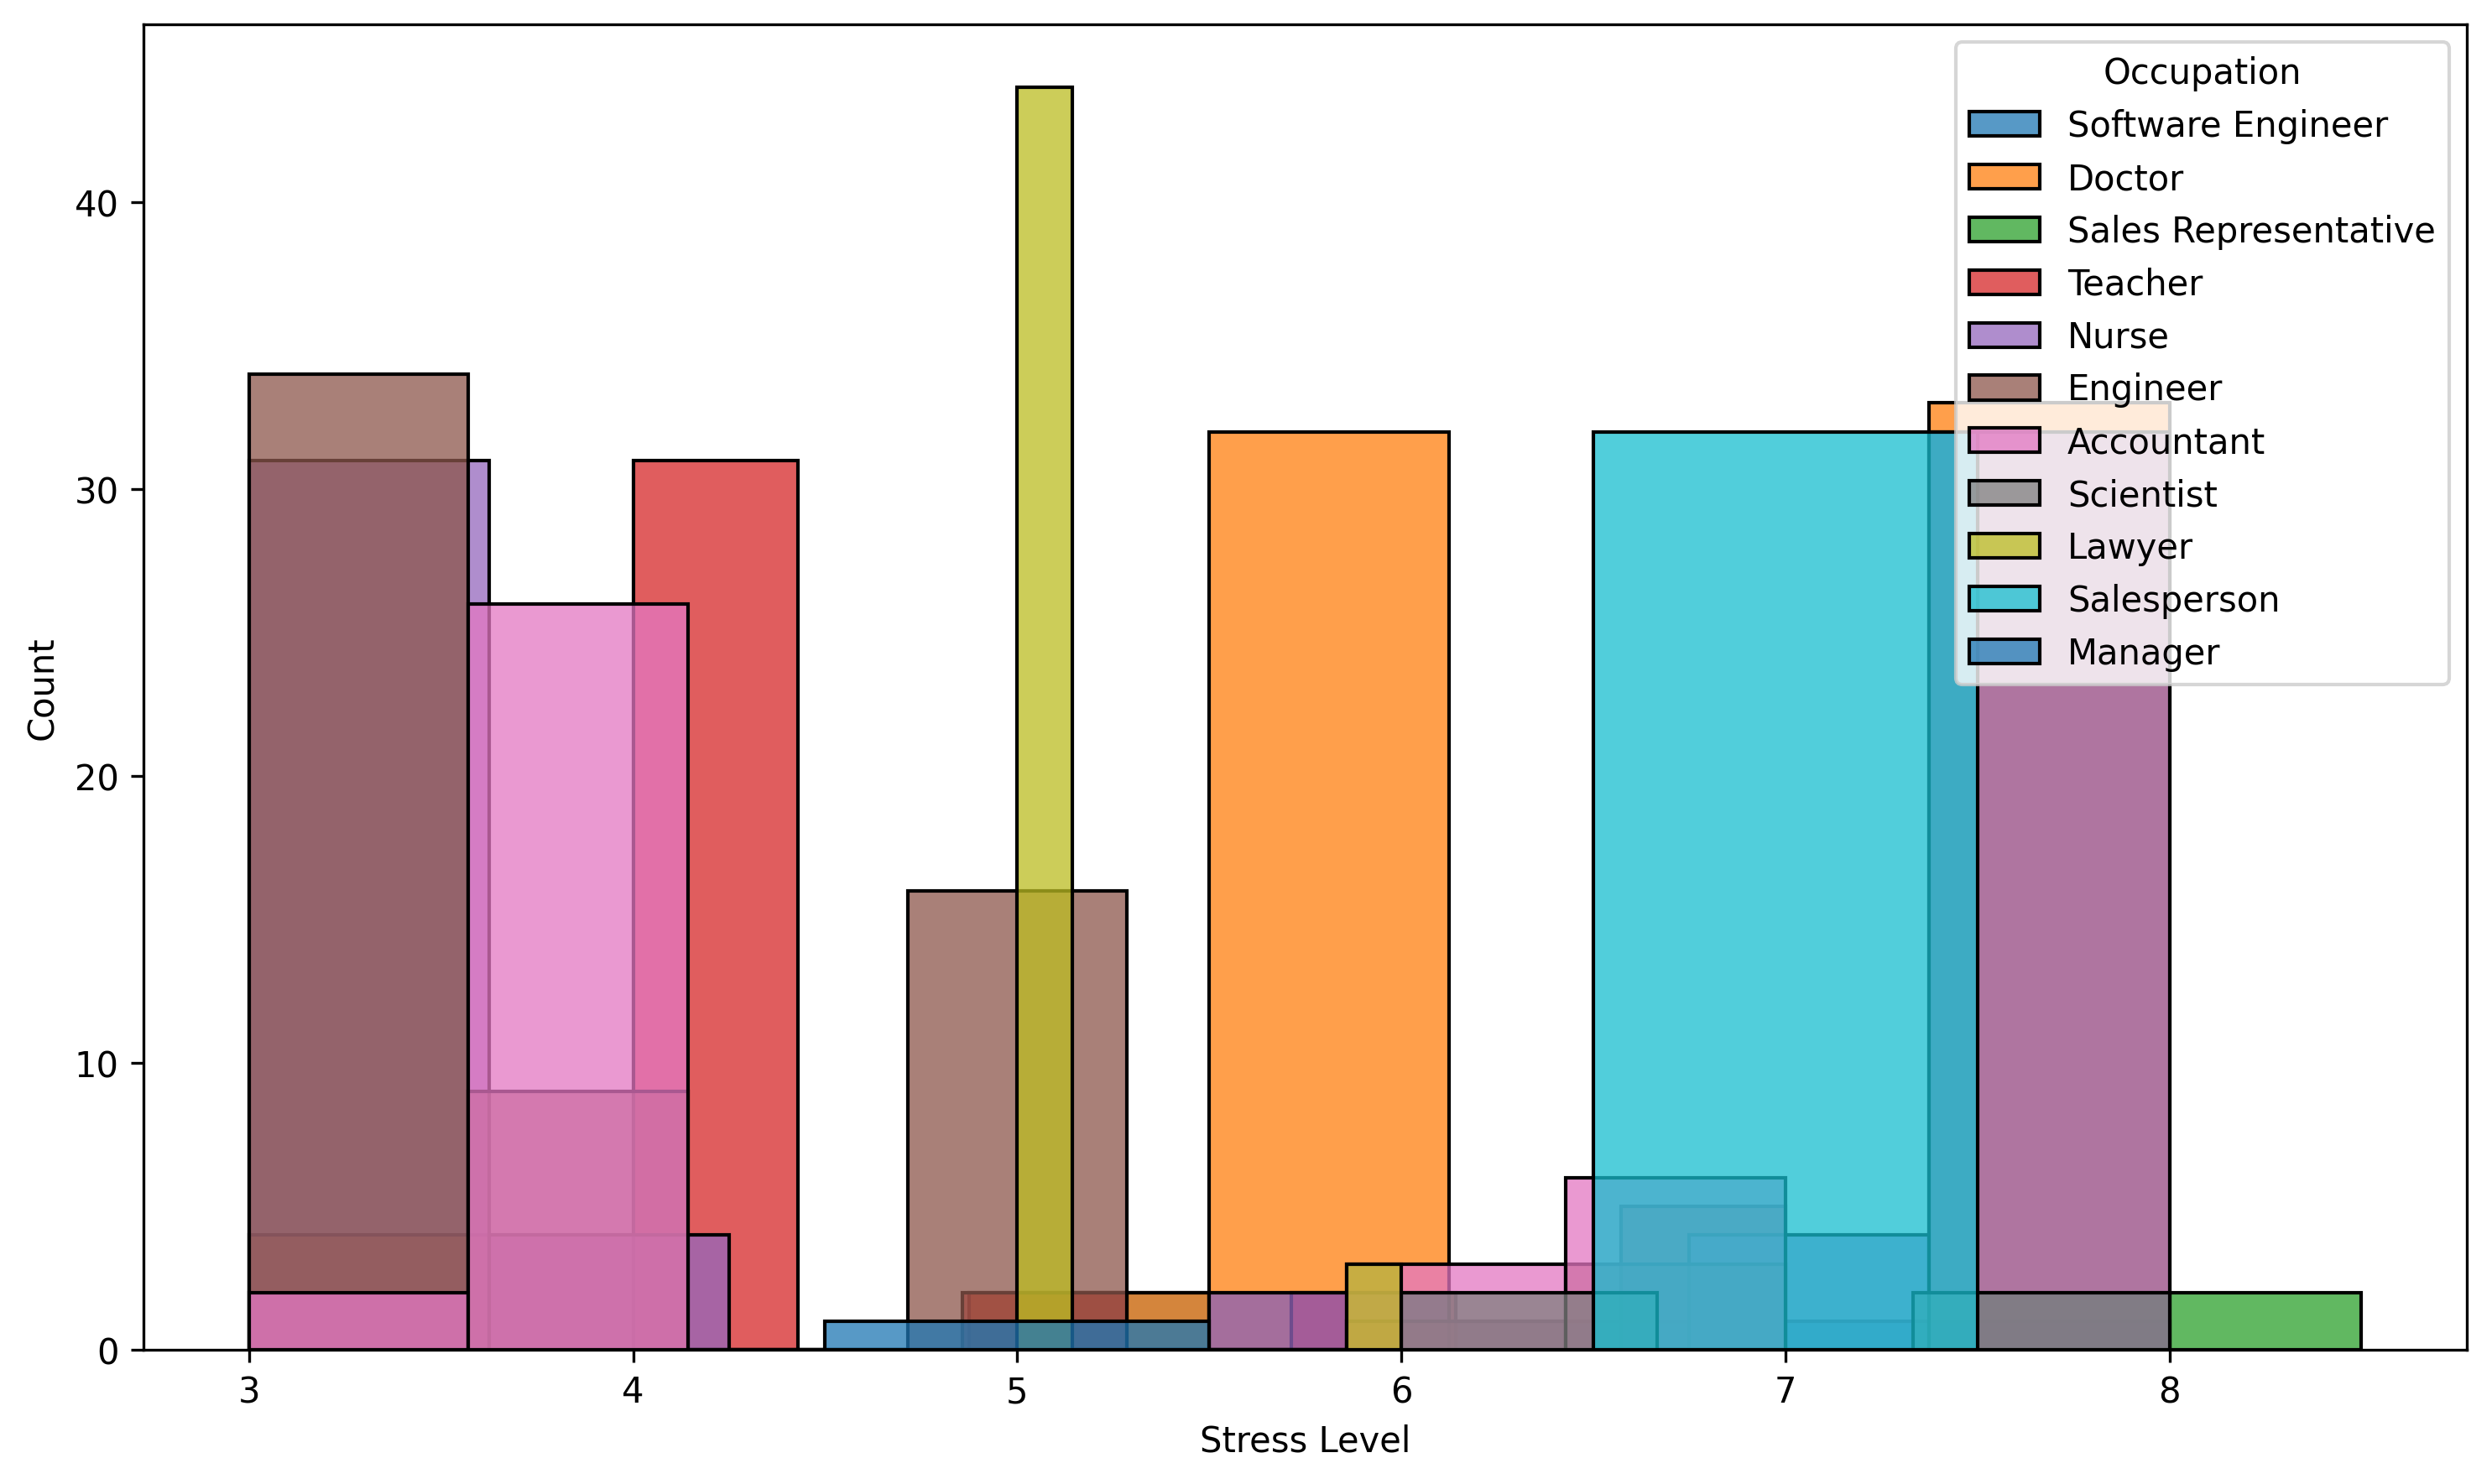 Occupation
Software Engineer
Doctor
Sales Representative
Teacher
Nurse
Engineer
Accountant
Scientist
Lawyer
Salesperson
Manager
Count
40
30
20
10
0
3 4 5 6 7 8
Stress Level